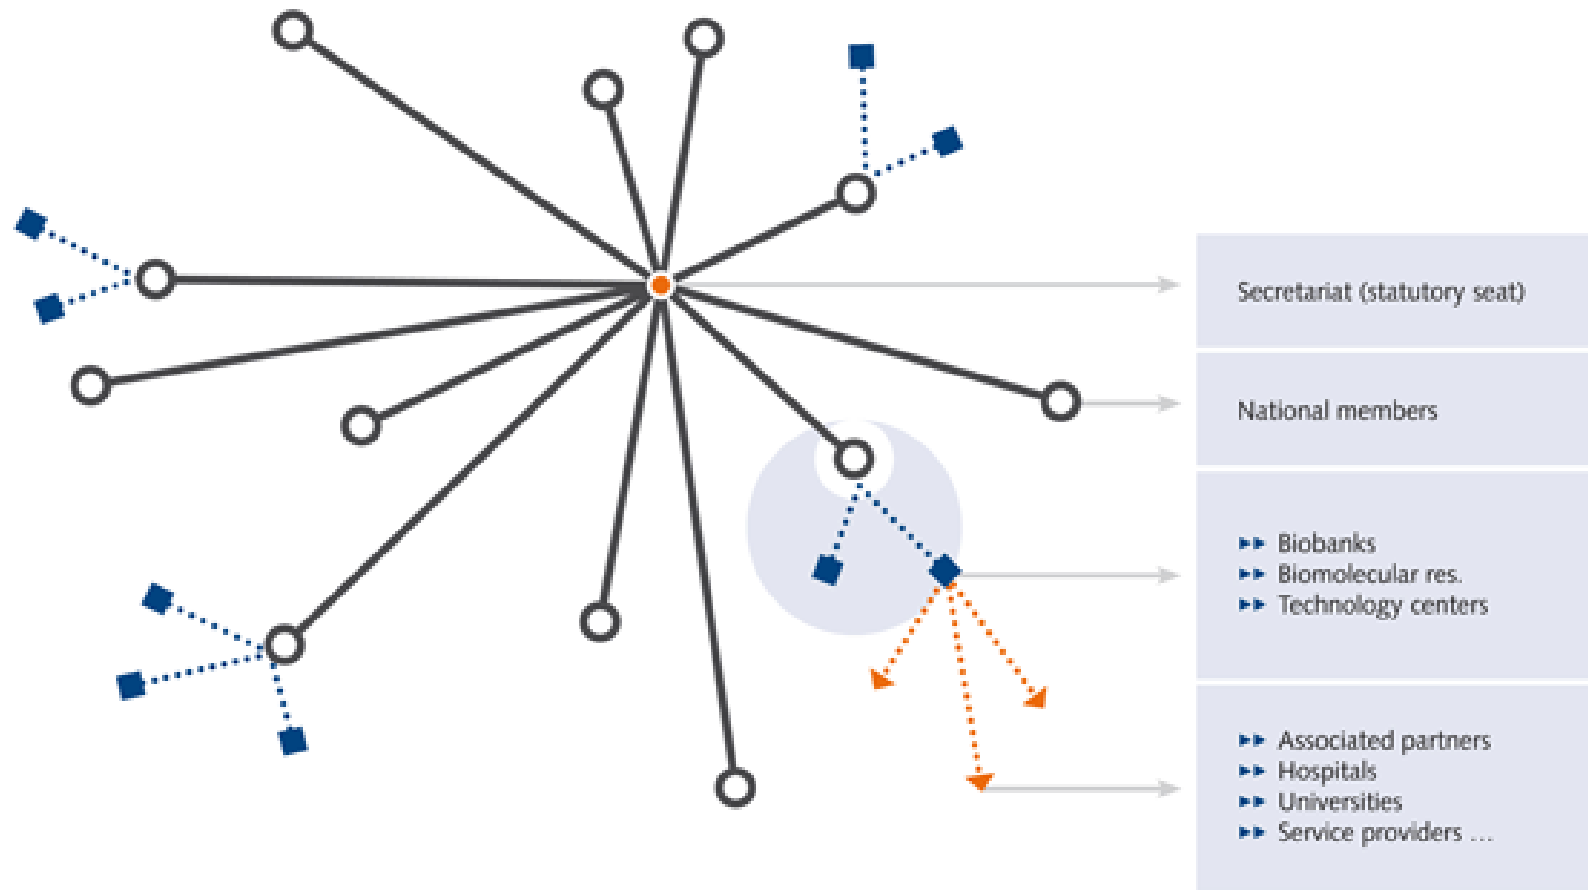 Secretariat (statutory seat)
National members
Biobanks
Biomolecular res.
Technology centers
Associated partners
Hospitals
Universities
Service providers ...